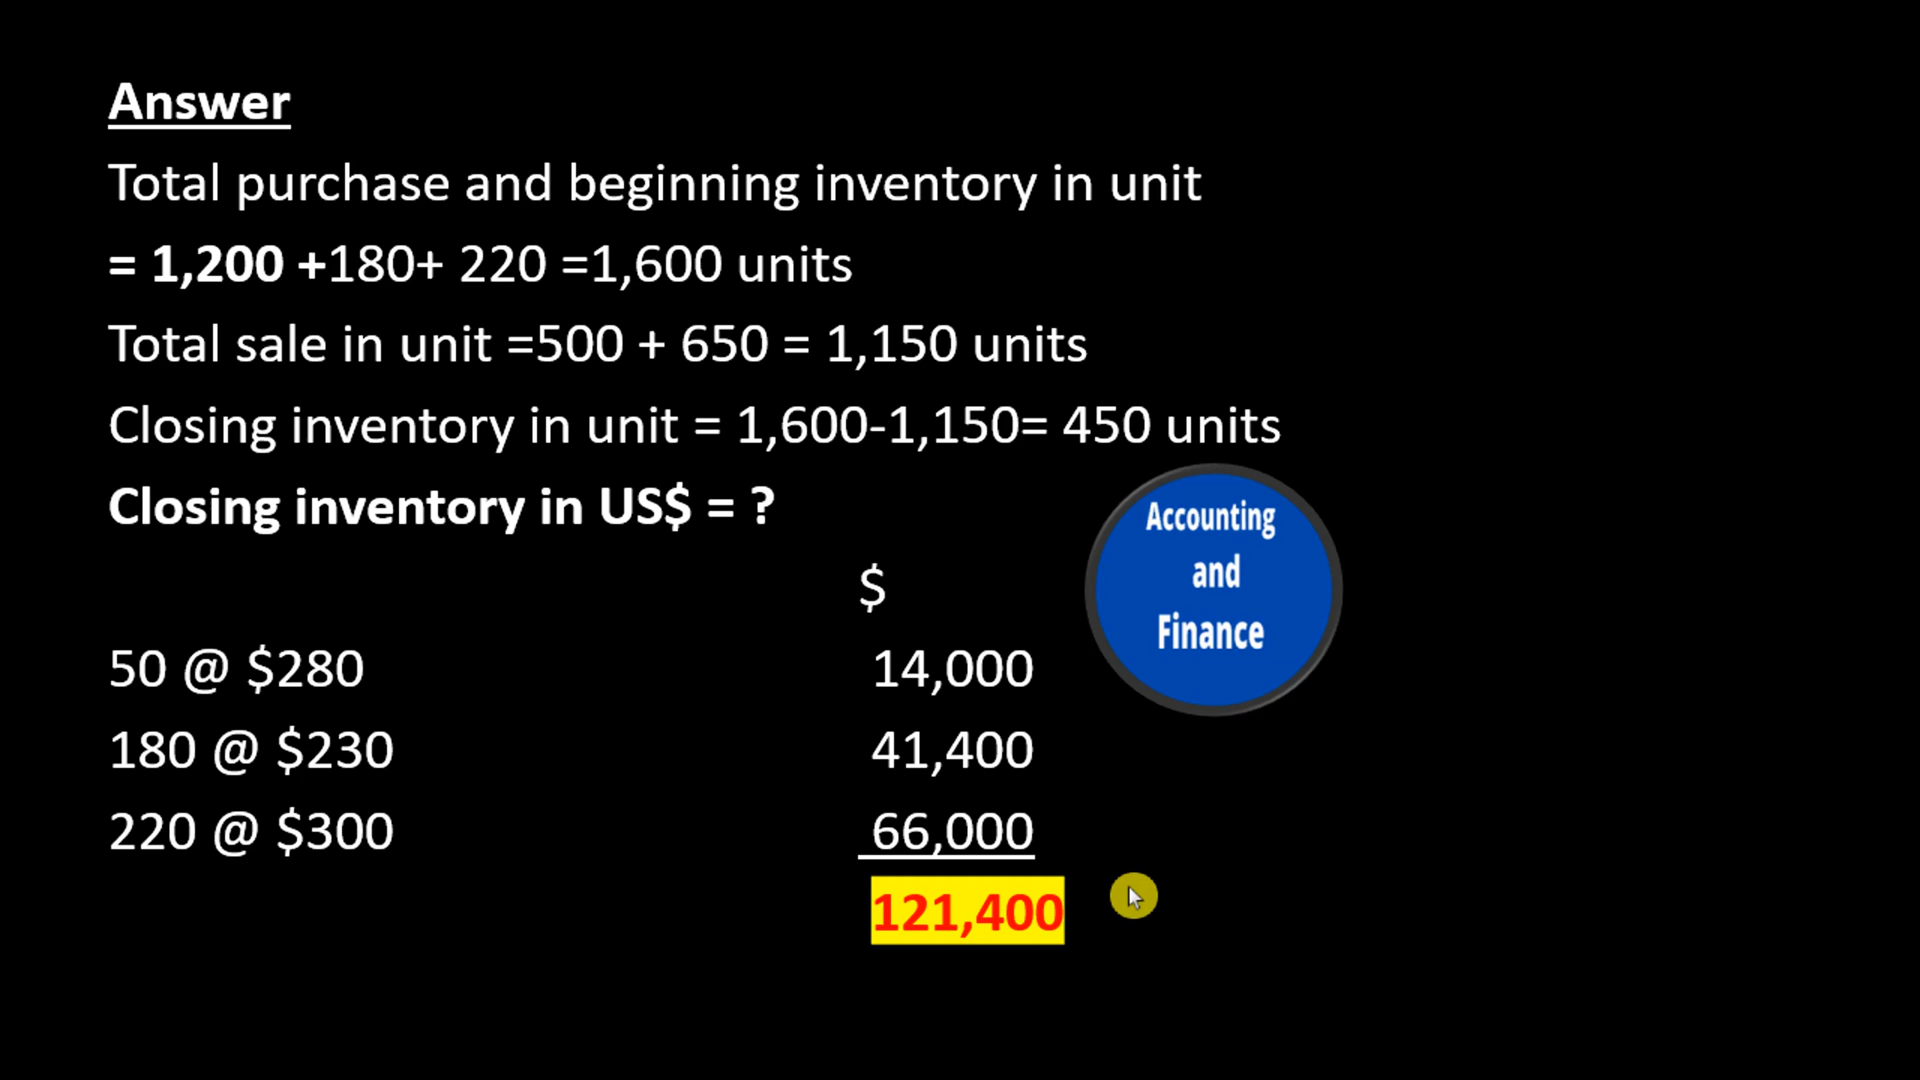 Answer
Total purchase and beginning inventory in unit
= 1,200 +180+ 220 =1,600 units
Total sale in unit =500 + 650 = 1,150 units
Closing inventory in unit = 1,600-1,150= 450 units
Closing inventory in US$ = ?
Accounting
and
Finance
$
50 @ $280 14,000
180 @ $230 41,400
220 @ $300 66,000
121,400